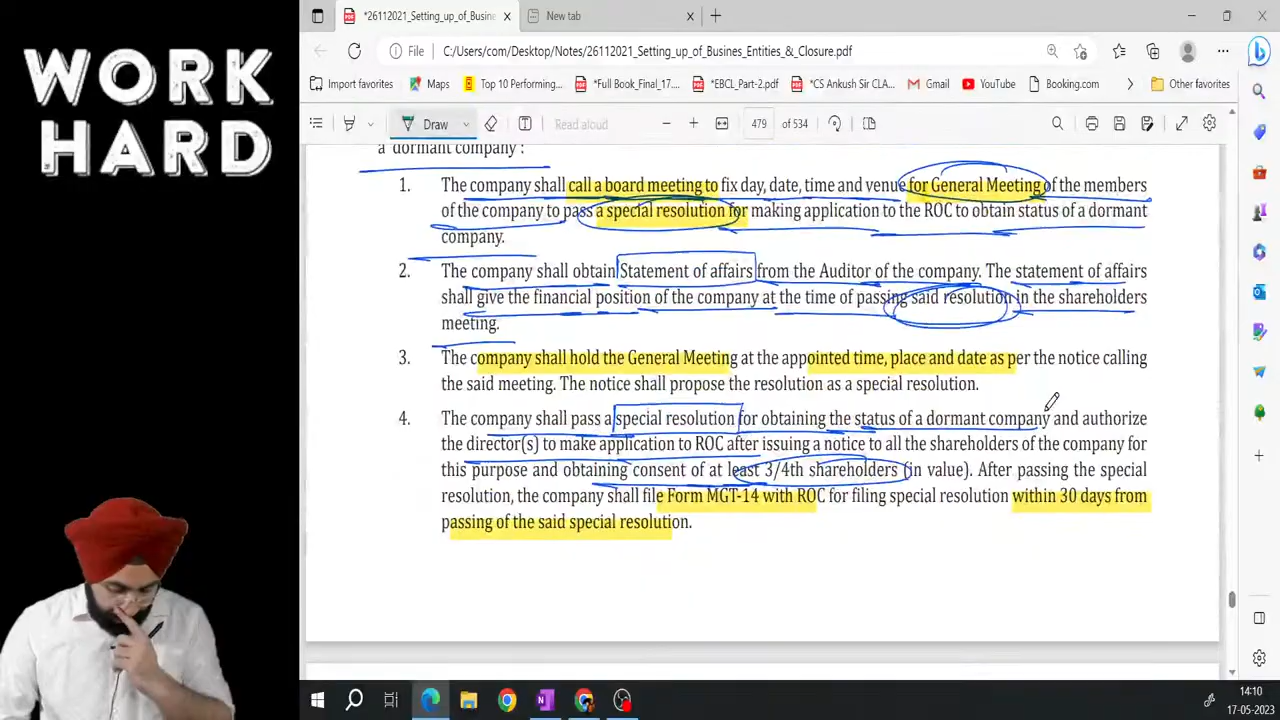 WORK
HARD
*26112021_Setting_up_of_Busine
New tab
File
C:/Users/com/Desktop/Notes/26112021_Setting_up_of_Busines_Entities_&_Closure.pdf
Import favorites
Maps
Top 10 Performing...
*Full Book_Final_17....
*EBCL_Part-2.pdf
*CS Ankush Sir CLA...
Gmail
YouTube
Booking.com
Other favorites
Draw
Read aloud
479
of 534
a 'dormant company':
1. The company shall call a board meeting to fix day, date, time and venue for General Meeting of the members
of the company to pass a special resolution for making application to the ROC to obtain status of a dormant
company.
2. The company shall obtain Statement of affairs from the Auditor of the company. The statement of affairs
shall give the financial position of the company at the time of passing said resolution in the shareholders
meeting.
3. The company shall hold the General Meeting at the appointed time, place and date as per the notice calling
the said meeting. The notice shall propose the resolution as a special resolution.
4. The company shall pass a special resolution for obtaining the status of a dormant company and authorize
the director(s) to make application to ROC after issuing a notice to all the shareholders of the company for
this purpose and obtaining consent of at least 3/4th shareholders (in value). After passing the special
resolution, the company shall file Form MGT-14 with ROC for filing special resolution within 30 days from
passing of the said special resolution.
14:10
17-05-2023